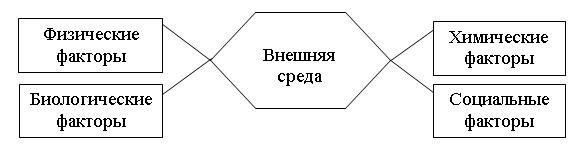 Физические
факторы
Биологические
факторы
Внешняя
среда
Химические
факторы
Социальные
факторы